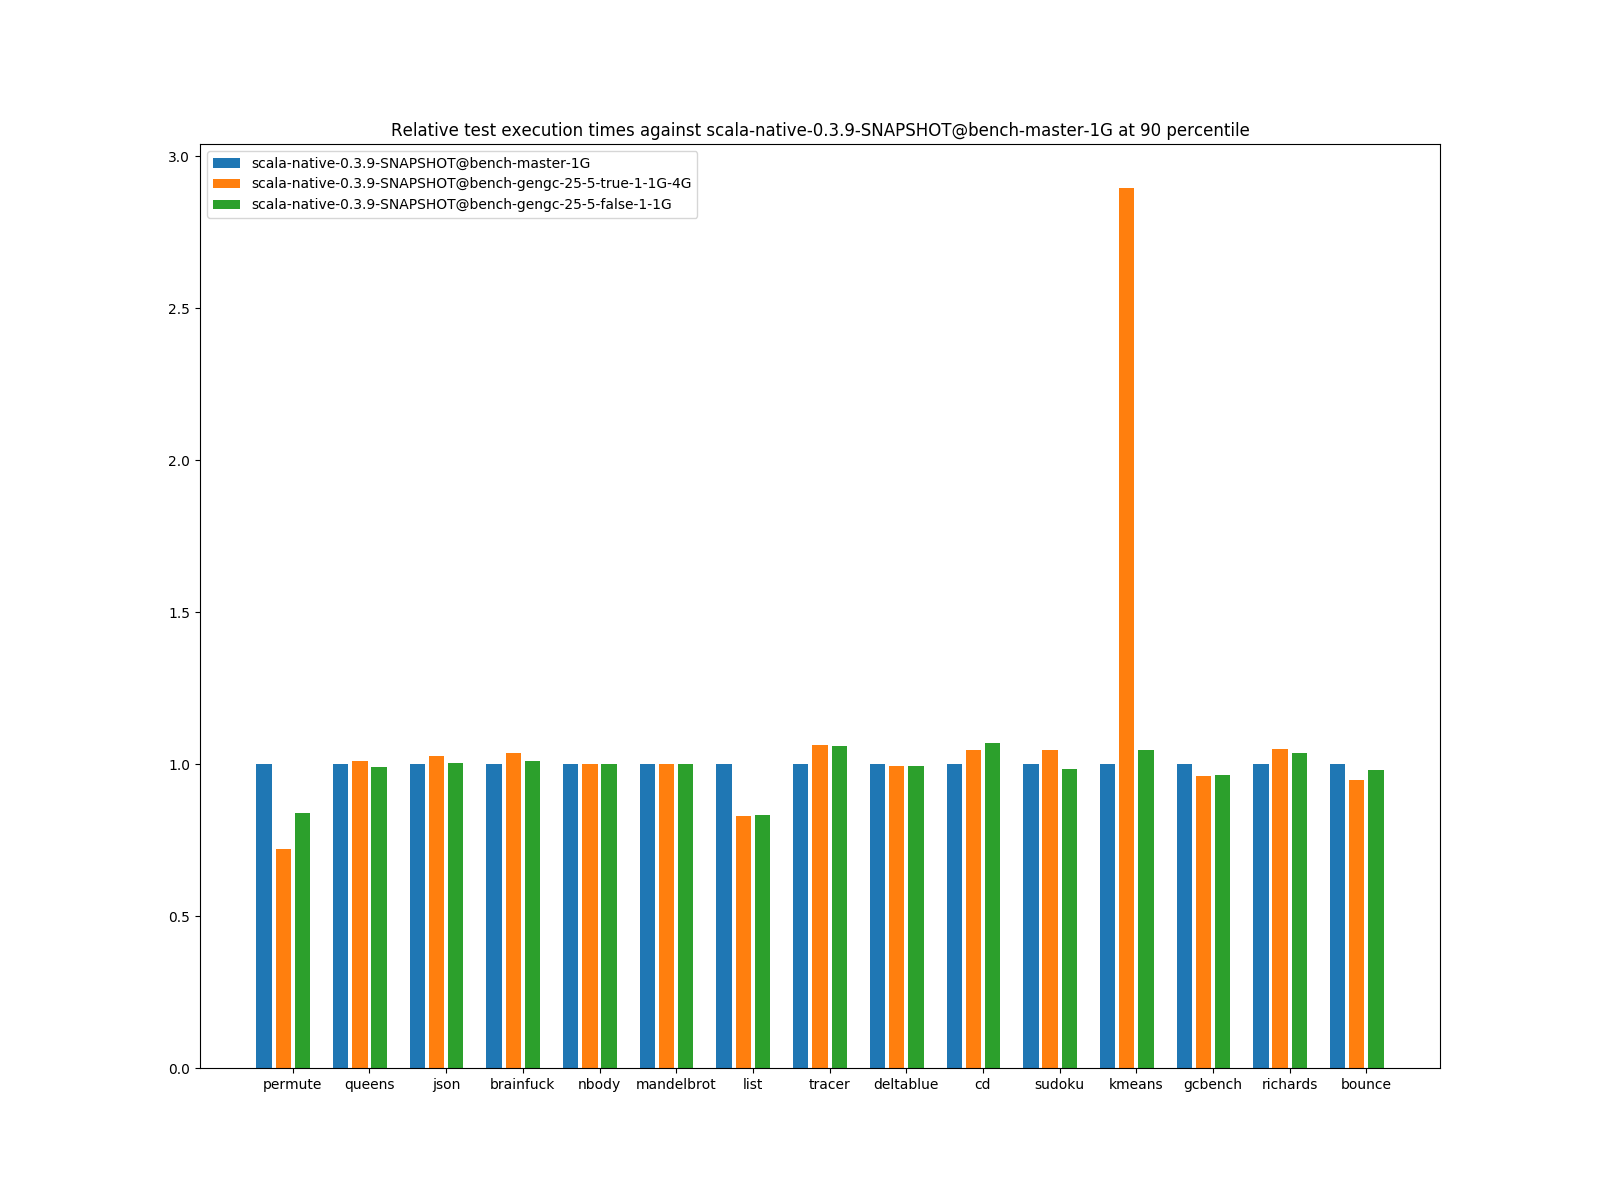 Relative test execution times against scala-native-0.3.9-SNAPSHOT@bench-master-1G at 90 percentile
scala-native-0.3.9-SNAPSHOT@bench-master-1G
scala-native-0.3.9-SNAPSHOT@bench-gengc-25-5-true-1-1G-4G
scala-native-0.3.9-SNAPSHOT@bench-gengc-25-5-false-1-1G
3.0
2.5
2.0
1.5
1.0
0.5
0.0
permute queens json brainfuck nbody mandelbrot list tracer deltablue cd sudoku kmeans gcbench richards bounce